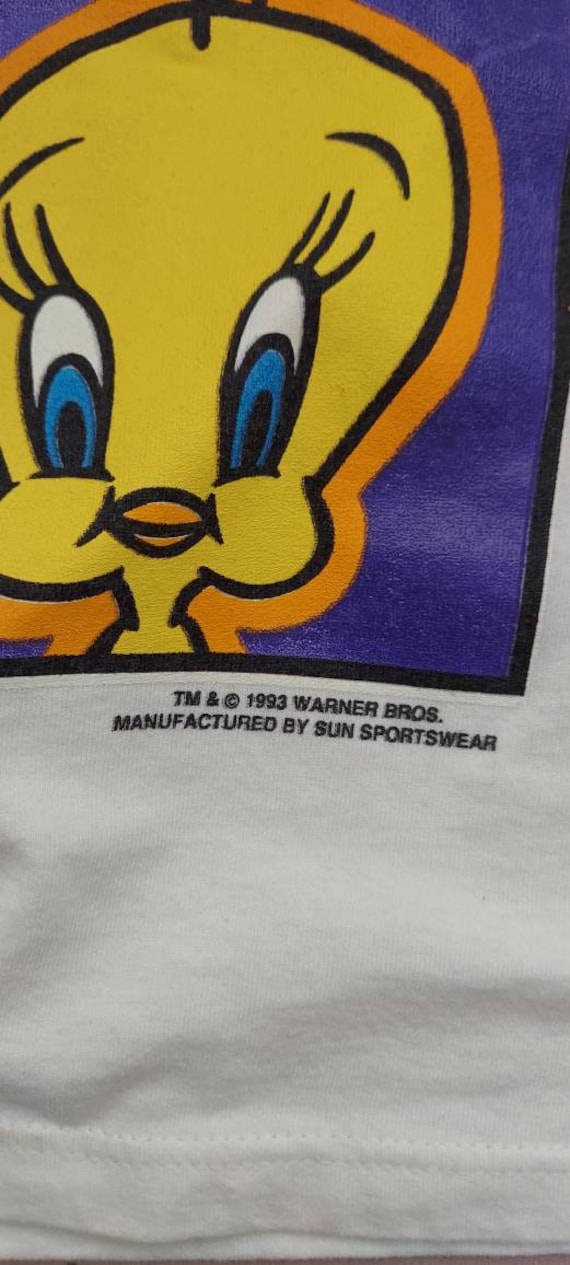 TM & © 1993 WARNER BROS.
MANUFACTURED BY SUN SPORTSWEAR